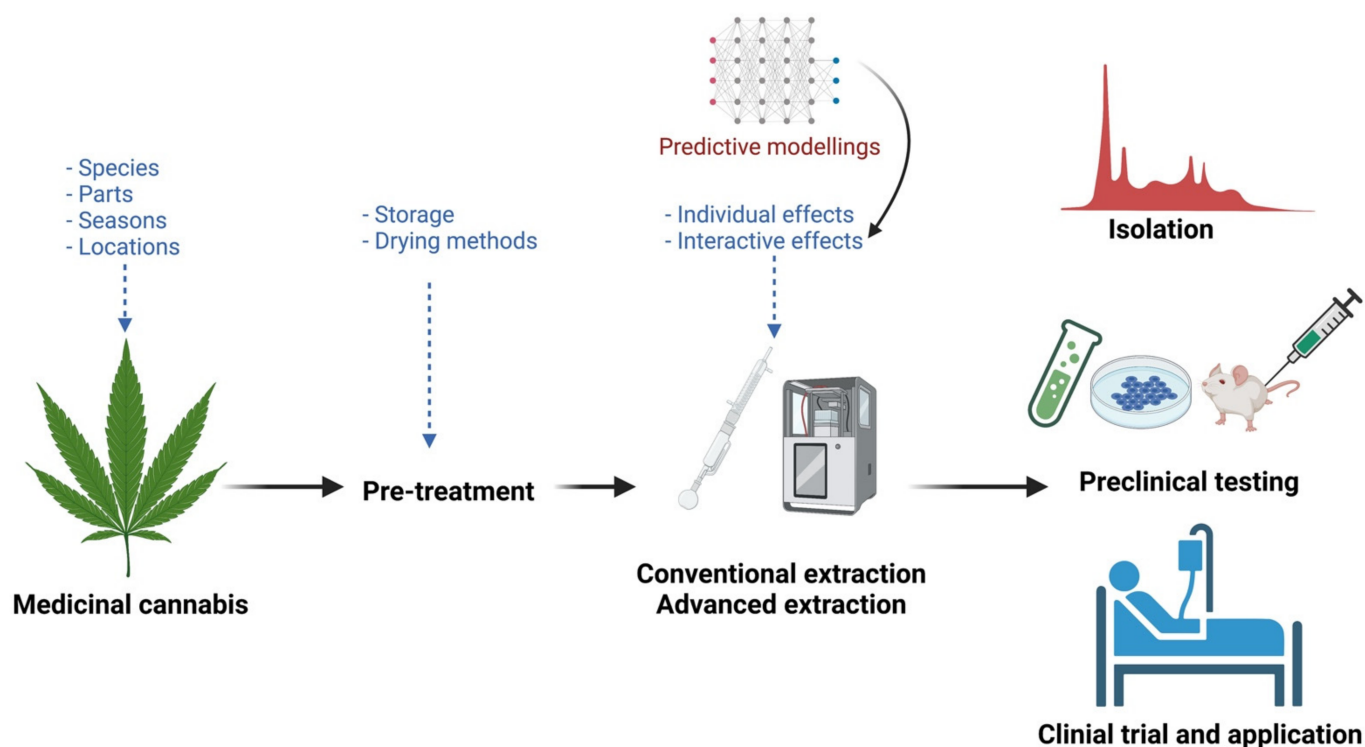 - Species
- Parts
- Seasons
- Locations
Medicinal cannabis
- Storage
- Drying methods
Pre-treatment
Predictive modellings
- Individual effects
- Interactive effects
Conventional extraction
Advanced extraction
Isolation
Preclinical testing
Clinial trial and application